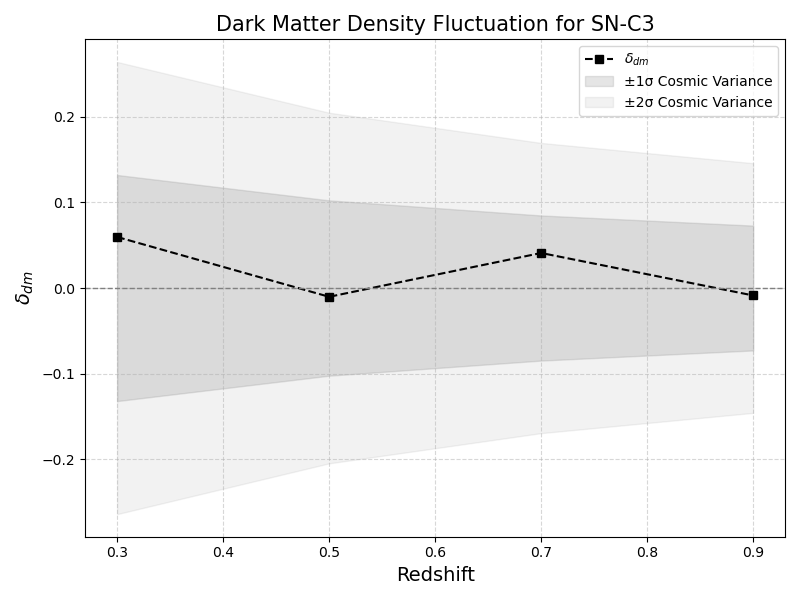 Dark Matter Density Fluctuation for SN-C3
δdm
±1σ Cosmic Variance
±2σ Cosmic Variance
0.2
0.1
0.0
−0.1
−0.2
δdm
0.3 0.4 0.5 0.6 0.7 0.8 0.9
Redshift